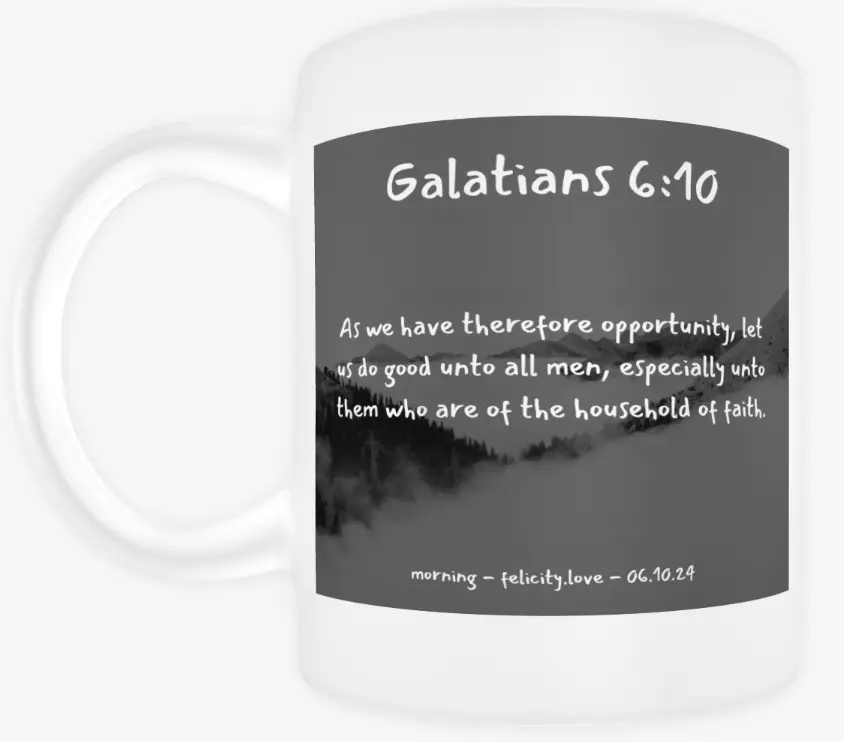 Galatians 6:10
As we have therefore opportunity, let
us do good unto all men, especially unto
them who are of the household of faith.
morning – felicity.love – 06.10.24